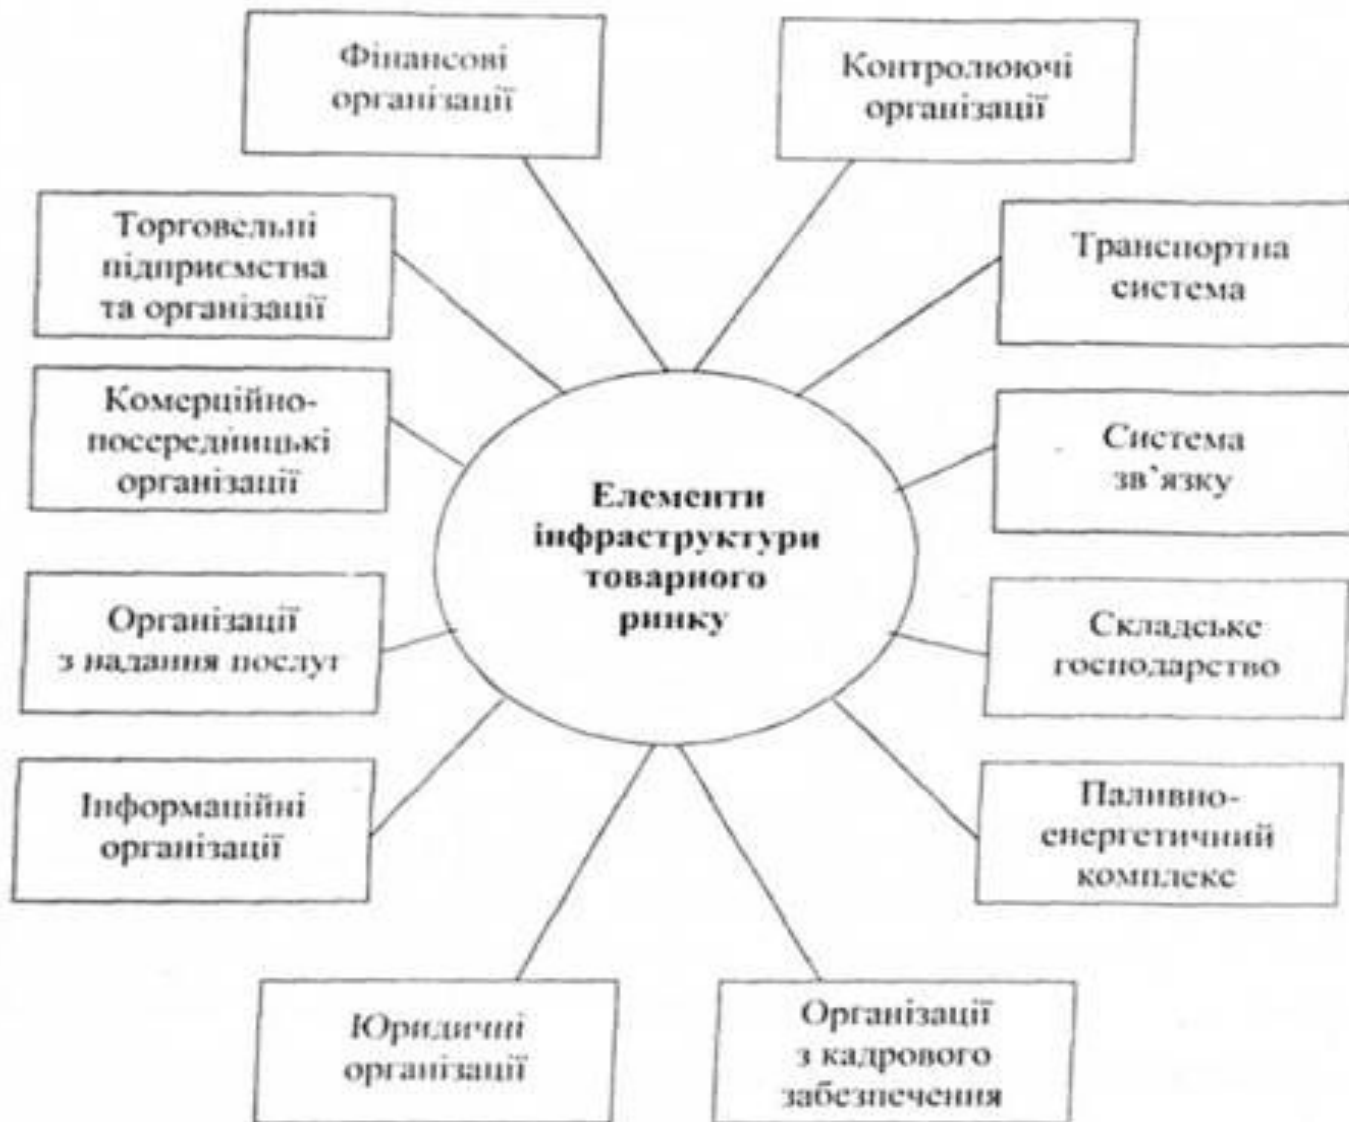 Фінансові
організації
Контролюючі
організації
Торговельні
підприємства
та організації
Транспортна
система
Комерційно-
посередницькі
організації
Система
зв’язку
Елементи
інфраструктури
товарного
ринку
Організації
з надання послуг
Складське
господарство
Інформаційні
організації
Паливно-
енергетичний
комплекс
Юридичні
організації
Організації
з кадрового
забезпечення